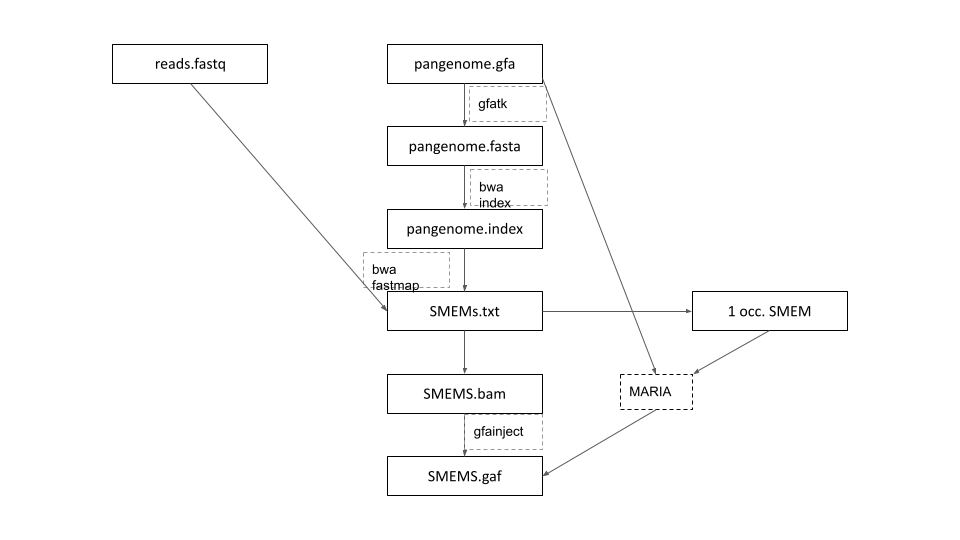 reads.fastq
pangenome.gfa
gfatk
pangenome.fasta
bwa
index
pangenome.index
bwa
fastmap
SMEMs.txt
1 occ. SMEM
SMEMS.bam
MARIA
gfainject
SMEMS.gaf